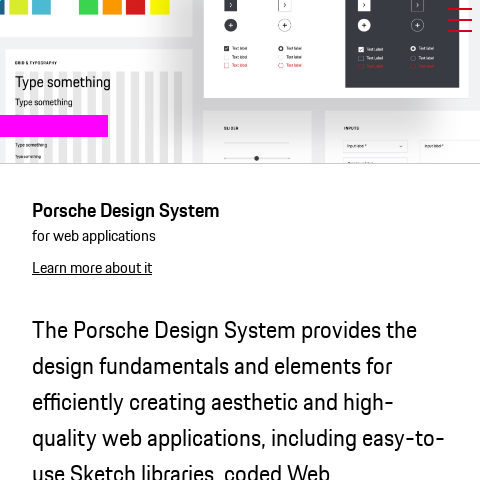 Text label Text label
Text label Text label
Text label Text label
Text label Text label
Text label Text label
Text label Text label
GRID & TYPOGRAPHY
Type something
Type something
Type something
Type something
SLIDER
INPUTS
Input label * Input label *
Porsche Design System
for web applications
Learn more about it
The Porsche Design System provides the
design fundamentals and elements for
efficiently creating aesthetic and high-
quality web applications, including easy-to-
use Sketch libraries, coded Web